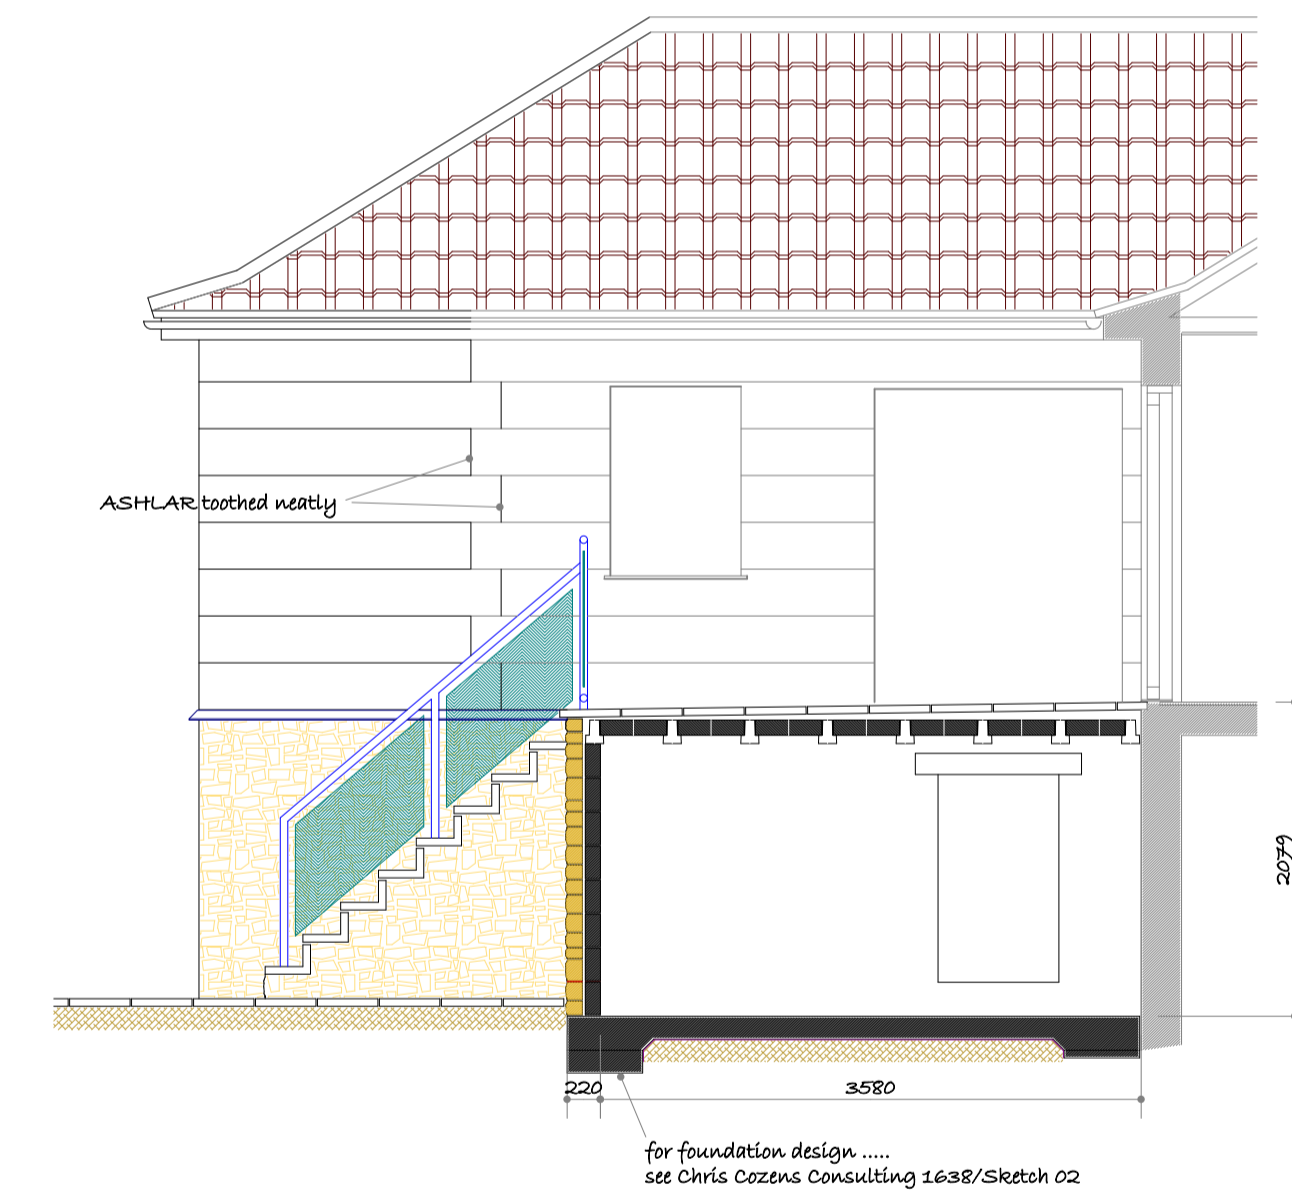 ASHLAR toothed neatly
2079
220
3580
for foundation design .....
see Chris Cozens Consulting 1638/Sketch 02